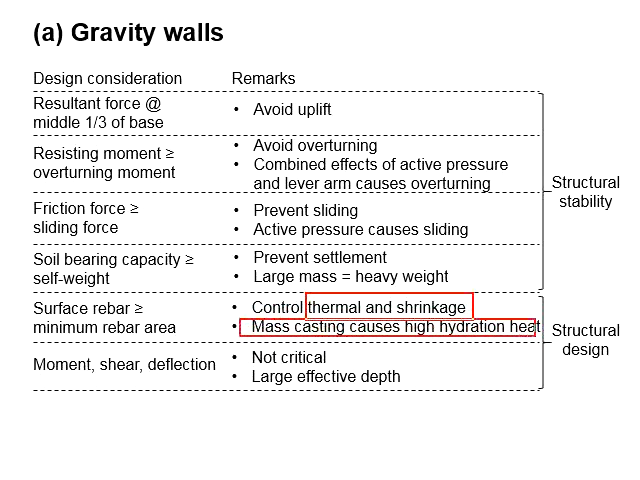 (a) Gravity walls
Design consideration Remarks
Resultant force @
middle 1/3 of base
• Avoid uplift
Resisting moment ≥
overturning moment
• Avoid overturning
• Combined effects of active pressure
and lever arm causes overturning
Friction force ≥
sliding force
• Prevent sliding
• Active pressure causes sliding
Soil bearing capacity ≥
self-weight
• Prevent settlement
• Large mass = heavy weight
Structural
stability
Surface rebar ≥
minimum rebar area
• Control thermal and shrinkage
• Mass casting causes high hydration heat
Moment, shear, deflection
• Not critical
• Large effective depth
Structural
design